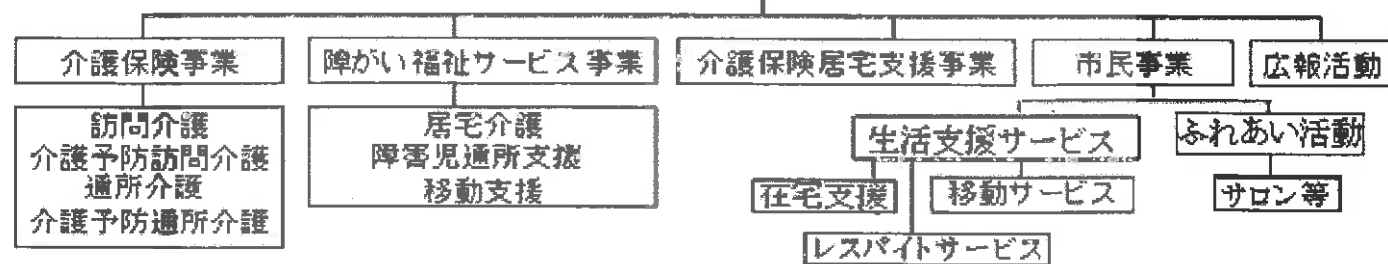 介護保険事業
障がい福祉サービス事業
介護保険居宅支援事業
市民事業
広報活動
訪問介護
介護予防訪問介護
通所介護
介護予防通所介護
居宅介護
障害児通所支援
移動支援
生活支援サービス
ふれあい活動
在宅支援
移動サービス
サロン等
レスパイトサービス